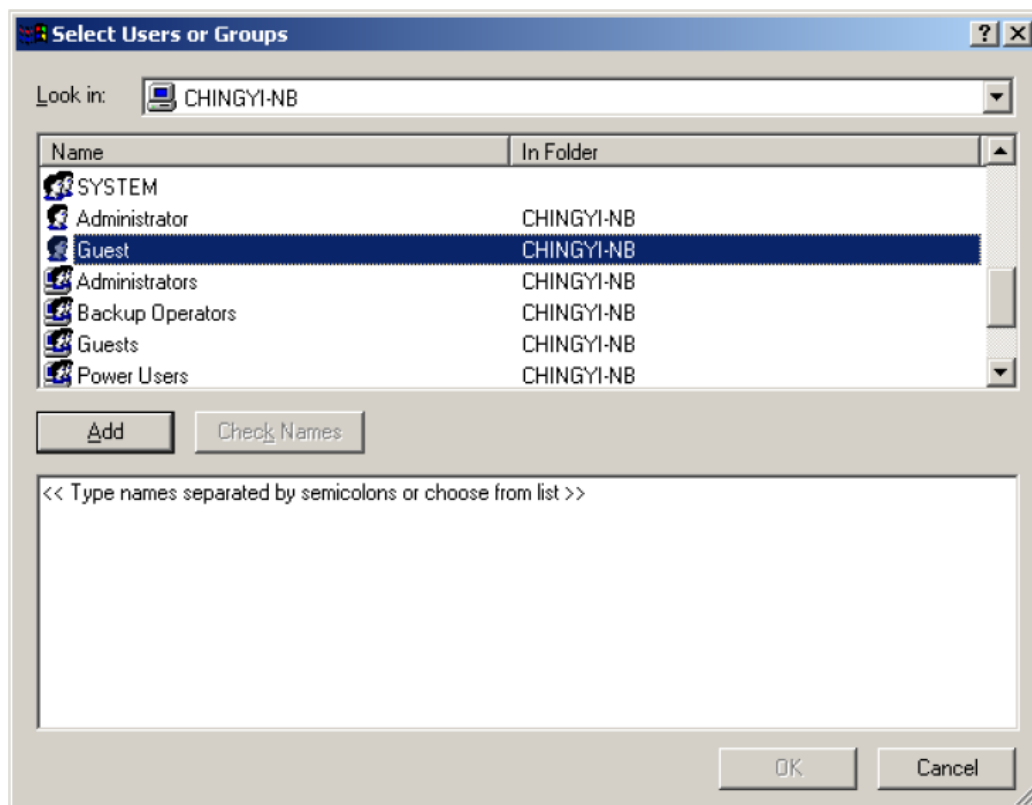 Select Users or Groups
Look in: CHINGYI-NB
Name In Folder
SYSTEM
Administrator CHINGYI-NB
Guest CHINGYI-NB
Administrators CHINGYI-NB
Backup Operators CHINGYI-NB
Guests CHINGYI-NB
Power Users CHINGYI-NB
Add Check Names
<< Type names separated by semicolons or choose from list >>
OK Cancel